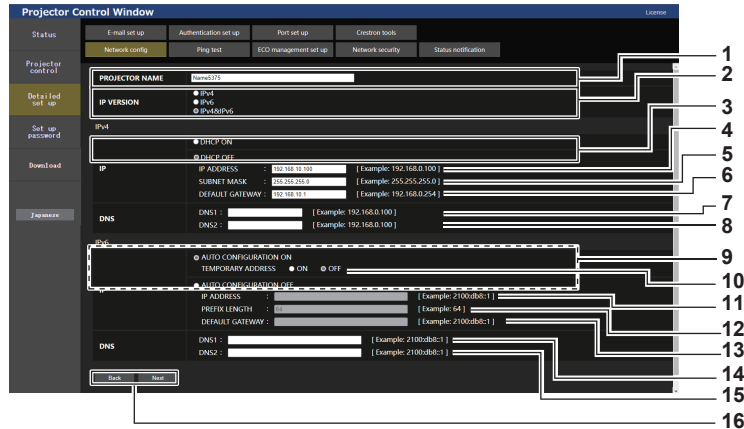 Projector Control Window
License
Status
E-mail set up
Authentication set up
Port set up
Crestron tools
Network config
Ping test
ECO management set up
Network security
Status notification
Projector control
Detailed set up
Set up password
Download
Japanese
PROJECTOR NAME
Name5375
IP VERSION
IPv4
IPv6
IPv4&IPv6
IPv4
DHCP ON
DHCP OFF
IP
IP ADDRESS : 192.168.10.100 [ Example: 192.168.0.100 ]
SUBNET MASK : 255.255.255.0 [ Example: 255.255.255.0 ]
DEFAULT GATEWAY : 192.168.10.1 [ Example: 192.168.0.254 ]
DNS
DNS1 : [ Example: 192.168.0.100 ]
DNS2 : [ Example: 192.168.0.100 ]
IPv6
AUTO CONFIGURATION ON
TEMPORARY ADDRESS ON OFF
AUTO CONFIGURATION OFF
IP
IP ADDRESS : [ Example: 2100:db8::1 ]
PREFIX LENGTH : 64 [ Example: 64 ]
DEFAULT GATEWAY : [ Example: 2100:db8::1 ]
DNS
DNS1 : [ Example: 2100:db8::1 ]
DNS2 : [ Example: 2100:db8::1 ]
Back
Next
1
2
3
4
5
6
7
8
9
10
11
12
13
14
15
16